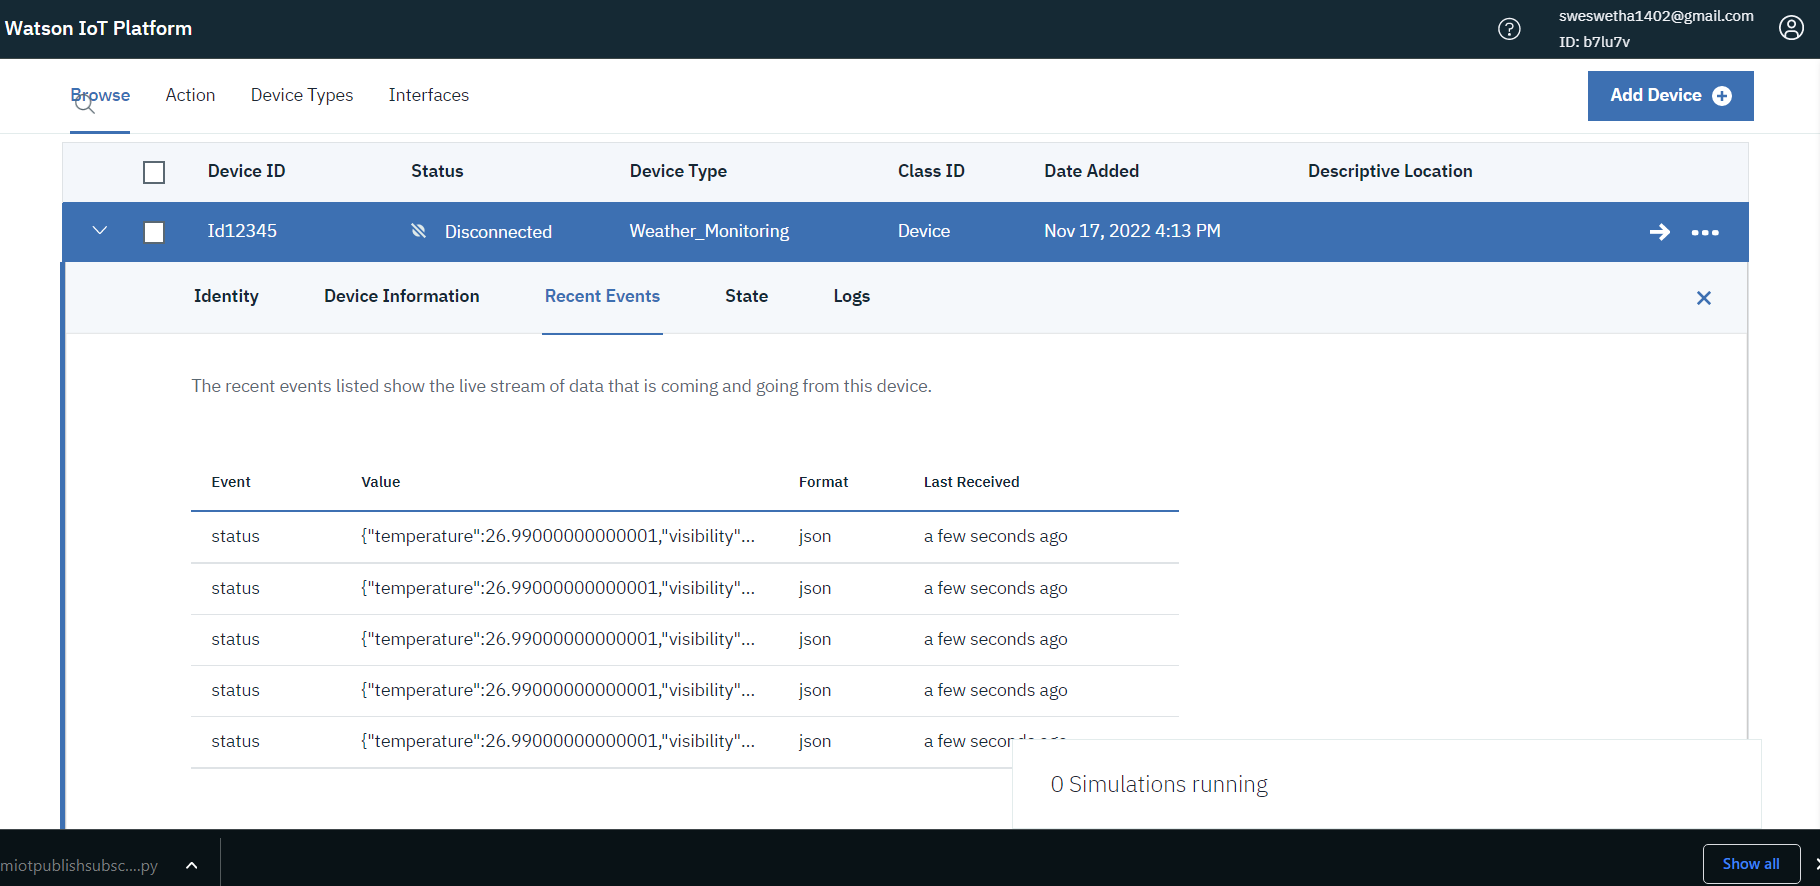 Watson IoT Platform
sweswetha1402@gmail.com
ID: b7lu7v
Browse Action Device Types Interfaces
Add Device
Device ID Status Device Type Class ID Date Added Descriptive Location
Id12345 Disconnected Weather_Monitoring Device Nov 17, 2022 4:13 PM
Identity Device Information Recent Events State Logs
The recent events listed show the live stream of data that is coming and going from this device.
Event Value Format Last Received
status {"temperature":26.99000000000001,"visibility"... json a few seconds ago
status {"temperature":26.99000000000001,"visibility"... json a few seconds ago
status {"temperature":26.99000000000001,"visibility"... json a few seconds ago
status {"temperature":26.99000000000001,"visibility"... json a few seconds ago
status {"temperature":26.99000000000001,"visibility"... json a few
0 Simulations running
miotpublishsubsc....py
Show all